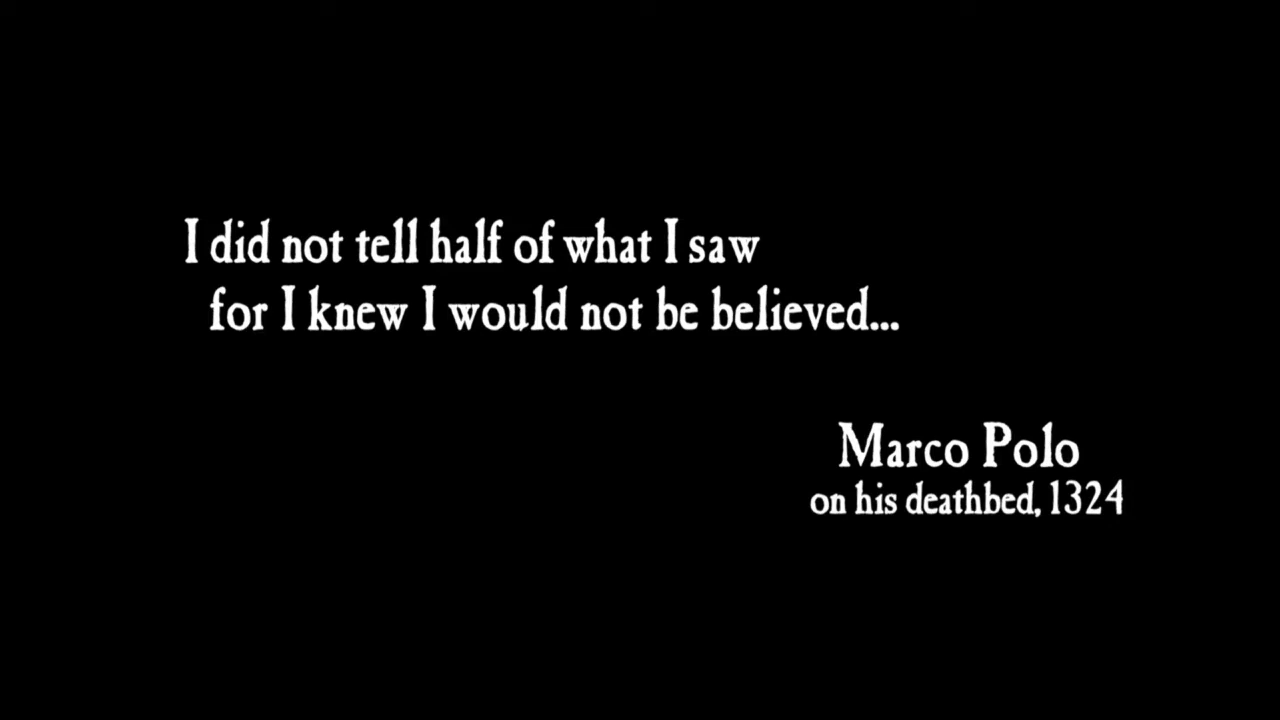 I did not tell half of what I saw
for I knew I would not be believed...
Marco Polo
on his deathbed, 1324